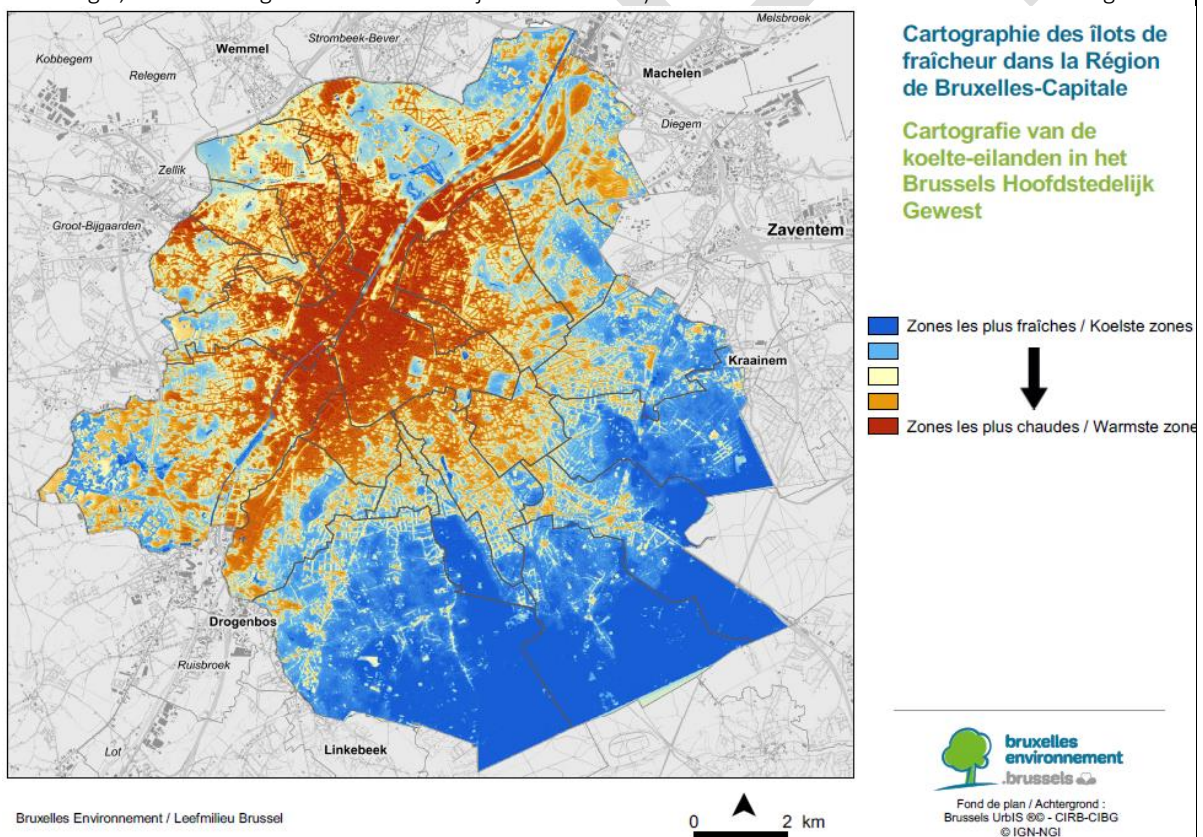 Melsbroek
Strombeek-Bever
Wemmel
Kobbegem
Relegem
Machelen
Diegem
Zellik
Groot-Bijgaarden
Zaventem
Kraainem
Drogenbos
Ruisbroek
Linkebeek
Lot
Cartographie des îlots de
fraîcheur dans la Région
de Bruxelles-Capitale
Cartografie van de
koelte-eilanden in het
Brussels Hoofdstedelijk
Gewest
Zones les plus fraîches / Koelste zones
Zones les plus chaudes / Warmste zone
bruxelles
environnement
.brussels
Fond de plan / Achtergrond :
Brussels UrbIS ®© - CIRB-CIBG
© IGN-NGI
Bruxelles Environnement / Leefmilieu Brussel
0 2 km